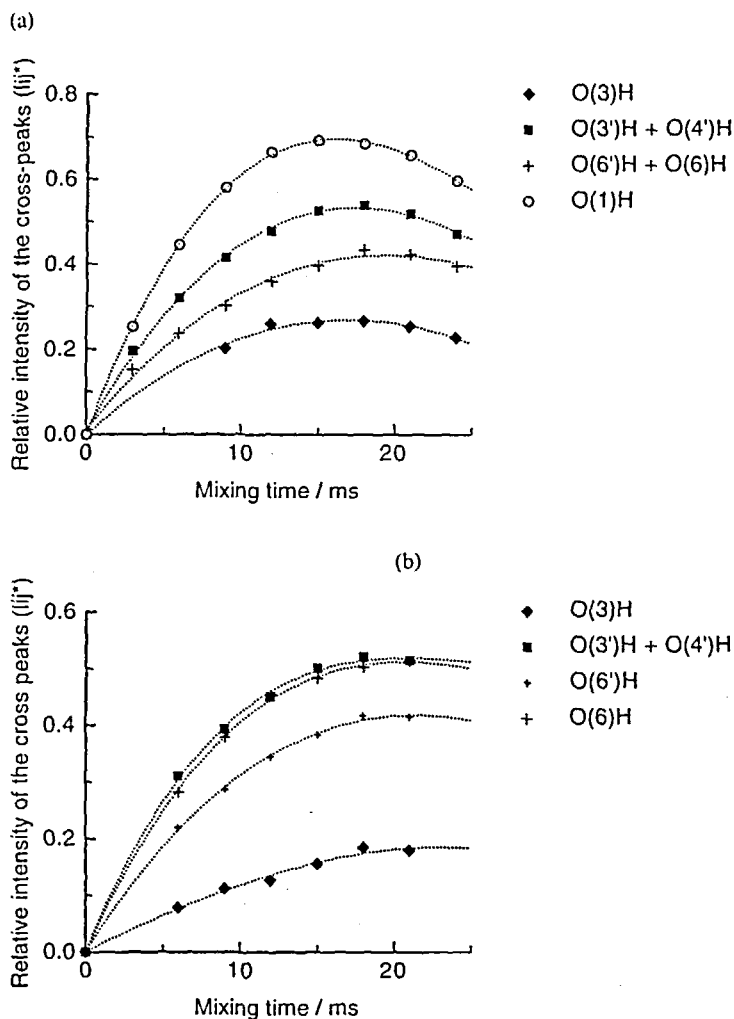 (a)
Relative intensity of the cross-peaks (Iij*)
0.8
0.6
0.4
0.2
0.0
0
10
20
Mixing time / ms
O(3)H
O(3')H + O(4')H
O(6')H + O(6)H
O(1)H
(b)
Relative intensity of the cross peaks (Iij*)
0.6
0.4
0.2
0.0
0
10
20
Mixing time / ms
O(3)H
O(3')H + O(4')H
O(6')H
O(6)H